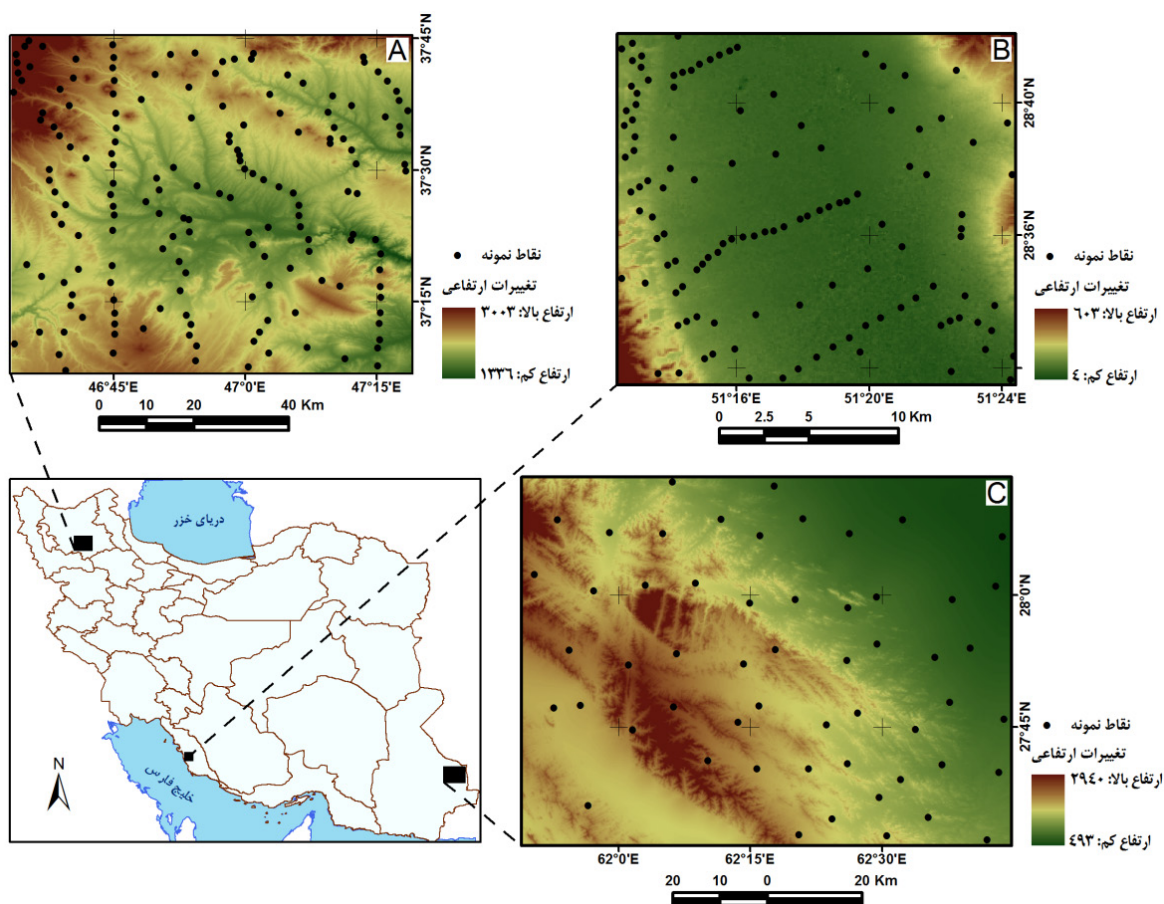 A
37°45'N
37°30'N
37°15'N
46°45'E
47°0'E
47°15'E
نقاط نمونه
تغییرات ارتفاعی
ارتفاع بالا: ۳۰۰۳
ارتفاع کم: ۱۳۳٦
0 10 20 40 Km
B
28°40'N
28°36'N
51°16'E
51°20'E
51°24'E
نقاط نمونه
تغییرات ارتفاعی
ارتفاع بالا: ٦۰۳
ارتفاع کم: ٤
0 2.5 5 10 Km
دریای خزر
خلیج فارس
N
C
28°0'N
27°45'N
62°0'E
62°15'E
62°30'E
نقاط نمونه
تغییرات ارتفاعی
ارتفاع بالا: ۲۹٤۰
ارتفاع کم: ٤۹۳
20 10 0 20 Km